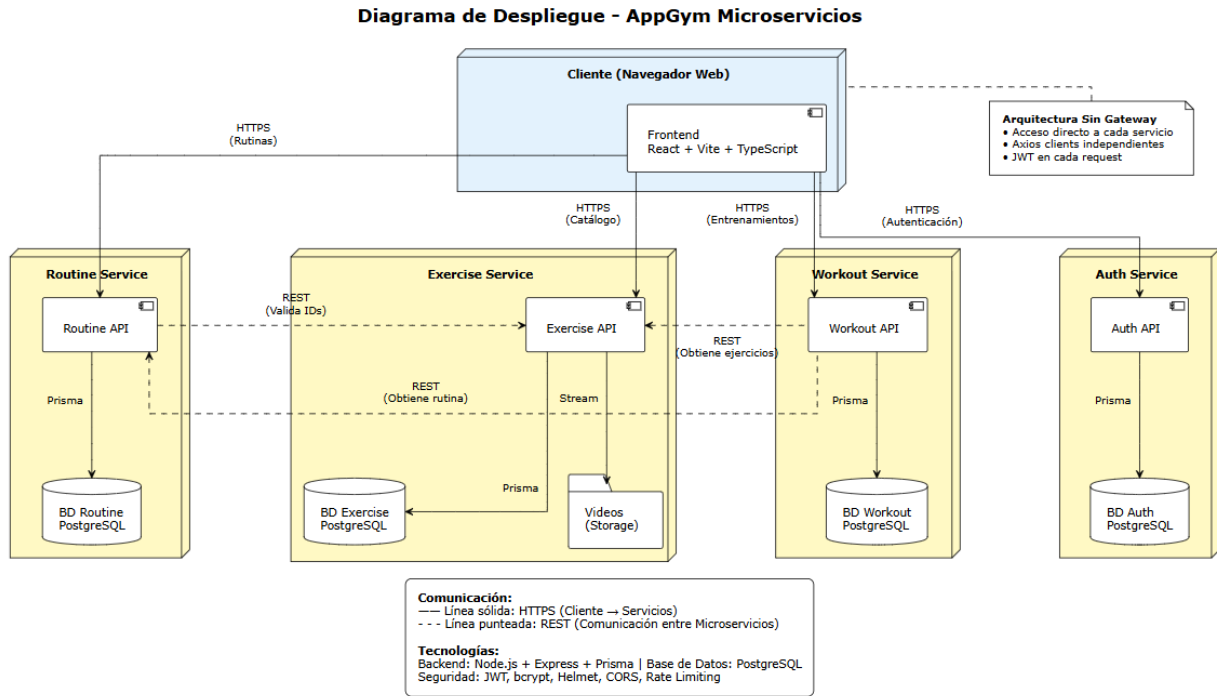 Diagrama de Despliegue - AppGym Microservicios
Cliente (Navegador Web)
Frontend
React + Vite + TypeScript
Arquitectura Sin Gateway
• Acceso directo a cada servicio
• Axios clients independientes
• JWT en cada request
HTTPS
(Rutinas)
HTTPS
(Catálogo)
HTTPS
(Entrenamientos)
HTTPS
(Autenticación)
Routine Service
Routine API
Prisma
BD Routine
PostgreSQL
REST
(Valida IDs)
Exercise Service
Exercise API
REST
(Obtiene rutina)
Stream
Prisma
BD Exercise
PostgreSQL
Videos
(Storage)
REST
(Obtiene ejercicios)
Workout Service
Workout API
Prisma
BD Workout
PostgreSQL
Auth Service
Auth API
Prisma
BD Auth
PostgreSQL
Comunicación:
—— Línea sólida: HTTPS (Cliente → Servicios)
- - - Línea punteada: REST (Comunicación entre Microservicios)
Tecnologías:
Backend: Node.js + Express + Prisma | Base de Datos: PostgreSQL
Seguridad: JWT, bcrypt, Helmet, CORS, Rate Limiting